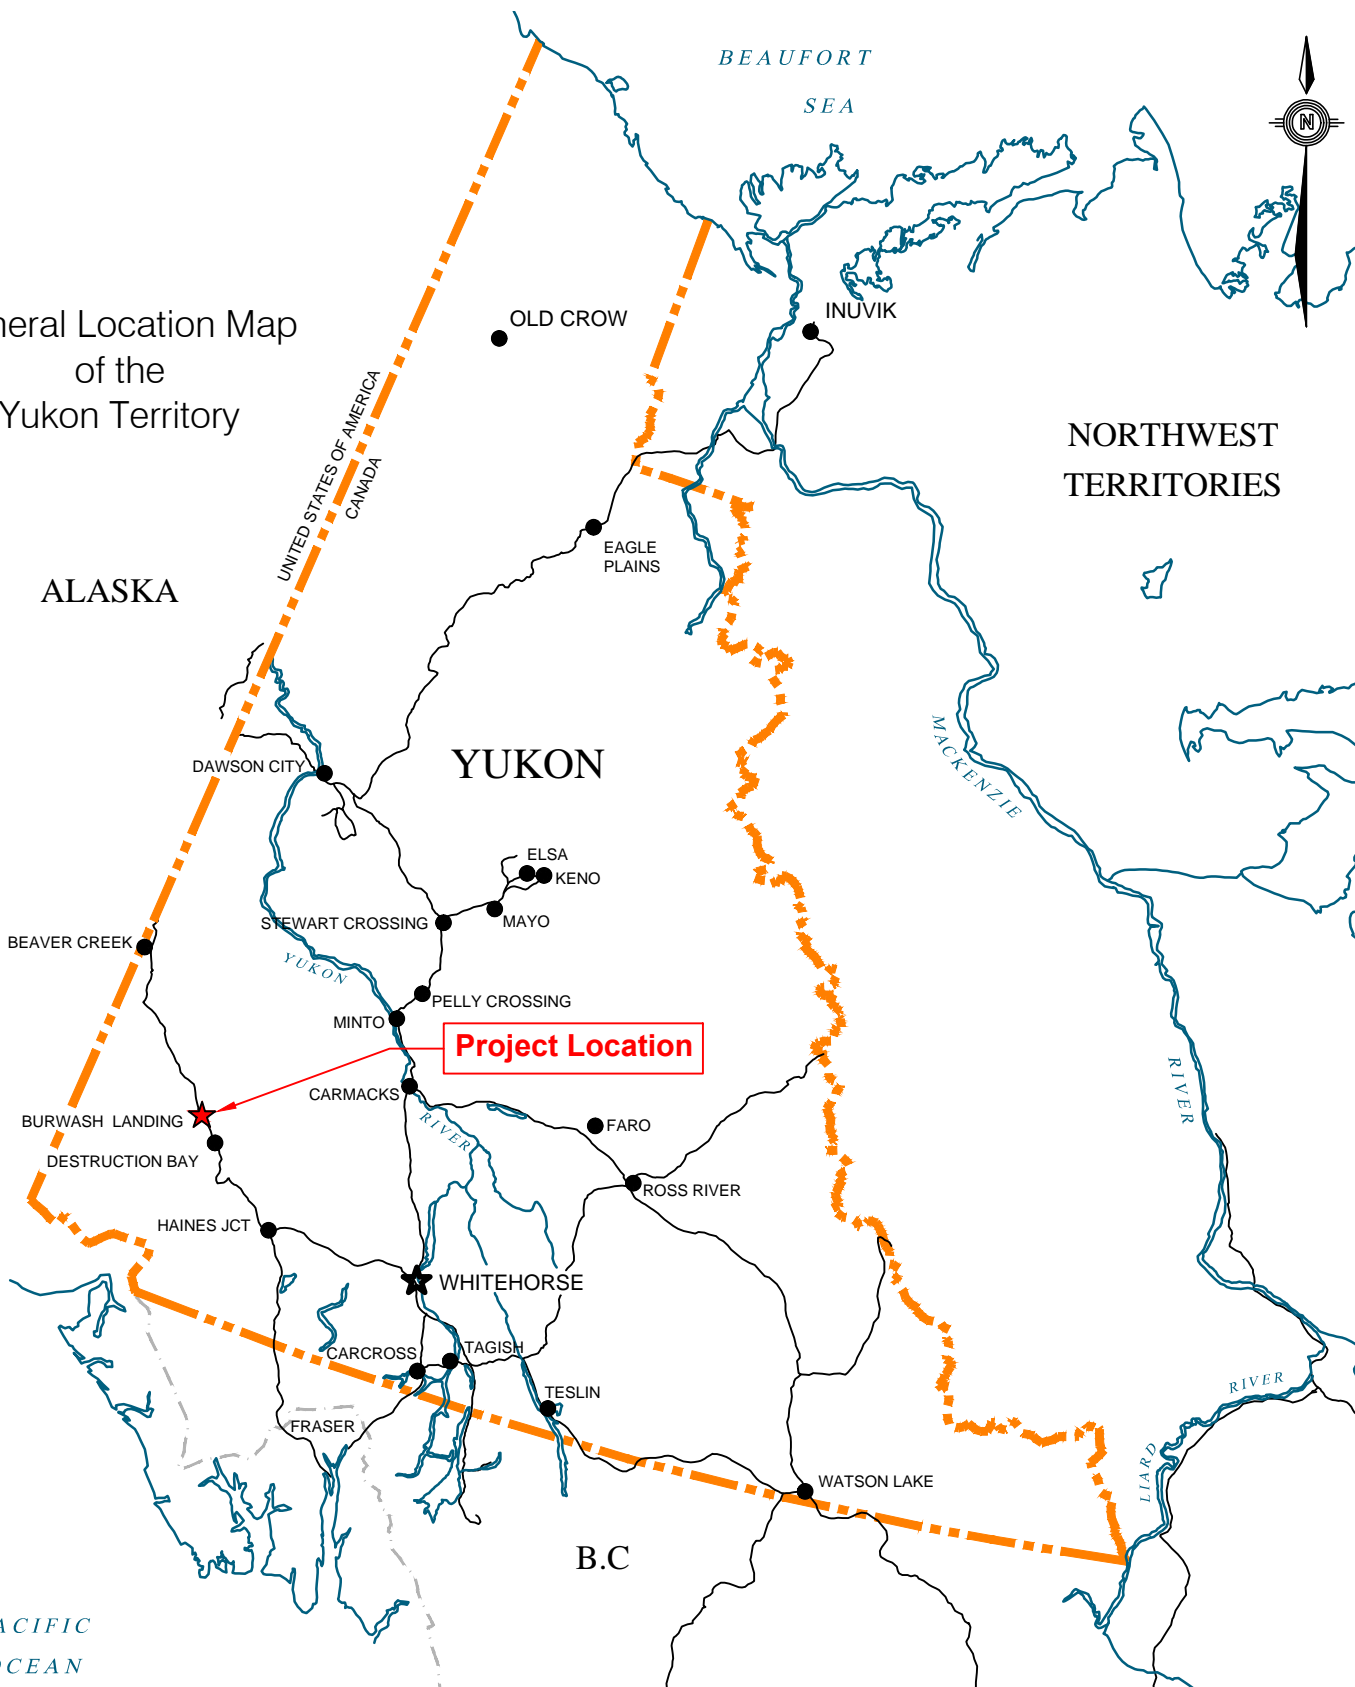 BEAUFORT
SEA
N
neral Location Map
of the
Yukon Territory
OLD CROW
INUVIK
UNITED STATES OF AMERICA
CANADA
NORTHWEST
TERRITORIES
EAGLE
PLAINS
ALASKA
YUKON
DAWSON CITY
MACKENZIE
ELSA
KENO
MAYO
STEWART CROSSING
BEAVER CREEK
YUKON
PELLY CROSSING
MINTO
Project Location
CARMACKS
RIVER
RIVER
BURWASH LANDING
FARO
DESTRUCTION BAY
ROSS RIVER
HAINES JCT
WHITEHORSE
CARCROSS
TAGISH
TESLIN
RIVER
FRASER
LIARD
WATSON LAKE
B.C
ACIFIC
OCEAN